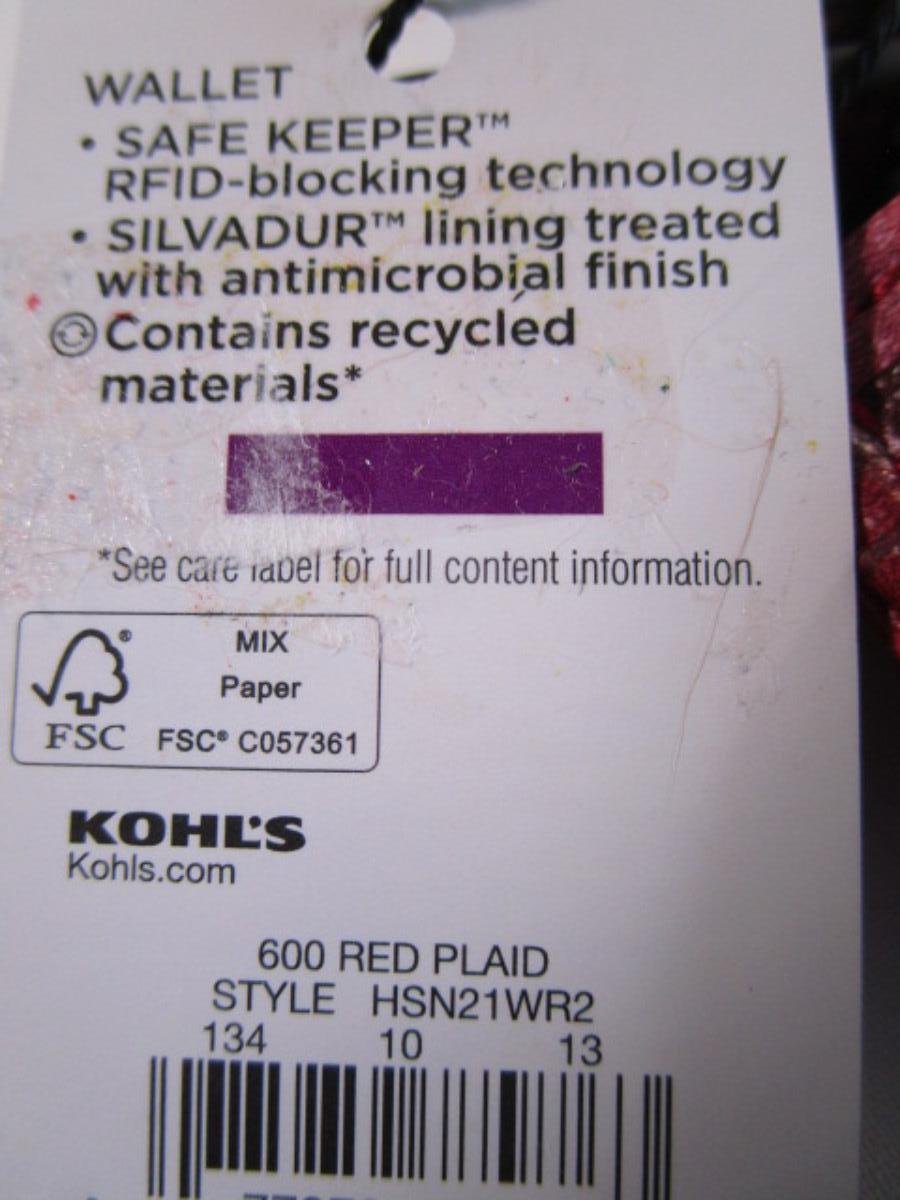 WALLET
• SAFE KEEPER™
RFID-blocking technology
• SILVADUR™ lining treated
with antimicrobial finish
Contains recycled
materials*
*See care label for full content information.
MIX
Paper
FSC® C057361
FSC
KOHL'S
Kohls.com
600 RED PLAID
STYLE HSN21WR2
134 10 13